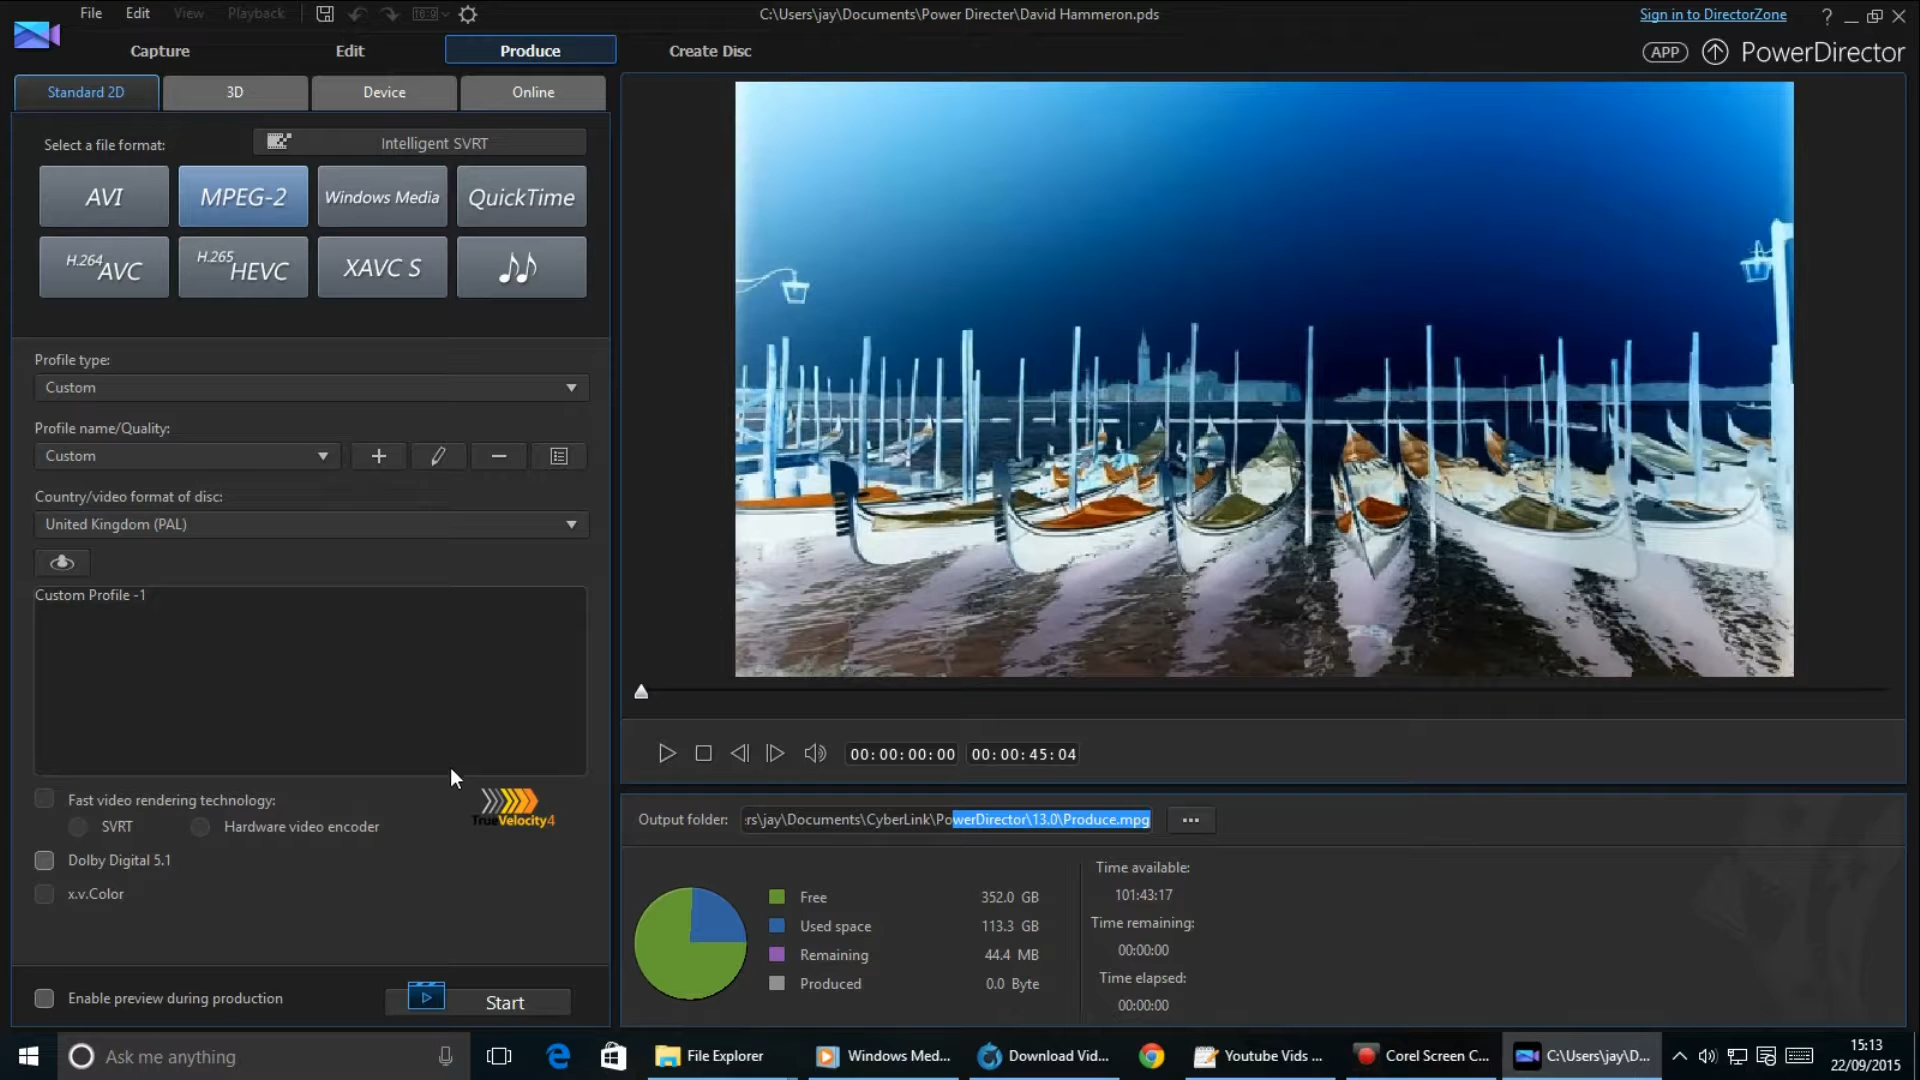 File Edit View Playback 16:9 C:\Users\jay\Documents\Power Directer\David Hammeron.pds Sign in to DirectorZone ?
Capture Edit Produce Create Disc APP PowerDirector
Standard 2D 3D Device Online
Select a file format: Intelligent SVRT
AVI MPEG-2 Windows Media QuickTime
H.264 AVC H.265 HEVC XAVC S
Profile type:
Custom
Profile name/Quality:
Custom
Country/video format of disc:
United Kingdom (PAL)
Custom Profile -1
Fast video rendering technology:
SVRT Hardware video encoder
TrueVelocity4
Dolby Digital 5.1
x.v.Color
Enable preview during production Start
00:00:00:00 00:00:45:04
Output folder: rs\jay\Documents\CyberLink\PowerDirector\13.0\Produce.mpg ...
Free 352.0 GB
Used space 113.3 GB
Remaining 44.4 MB
Produced 0.0 Byte
Time available:
101:43:17
Time remaining:
00:00:00
Time elapsed:
00:00:00
Ask me anything File Explorer Windows Med... Download Vid... Youtube Vids ... Corel Screen C... C:\Users\jay\D... 15:13
22/09/2015